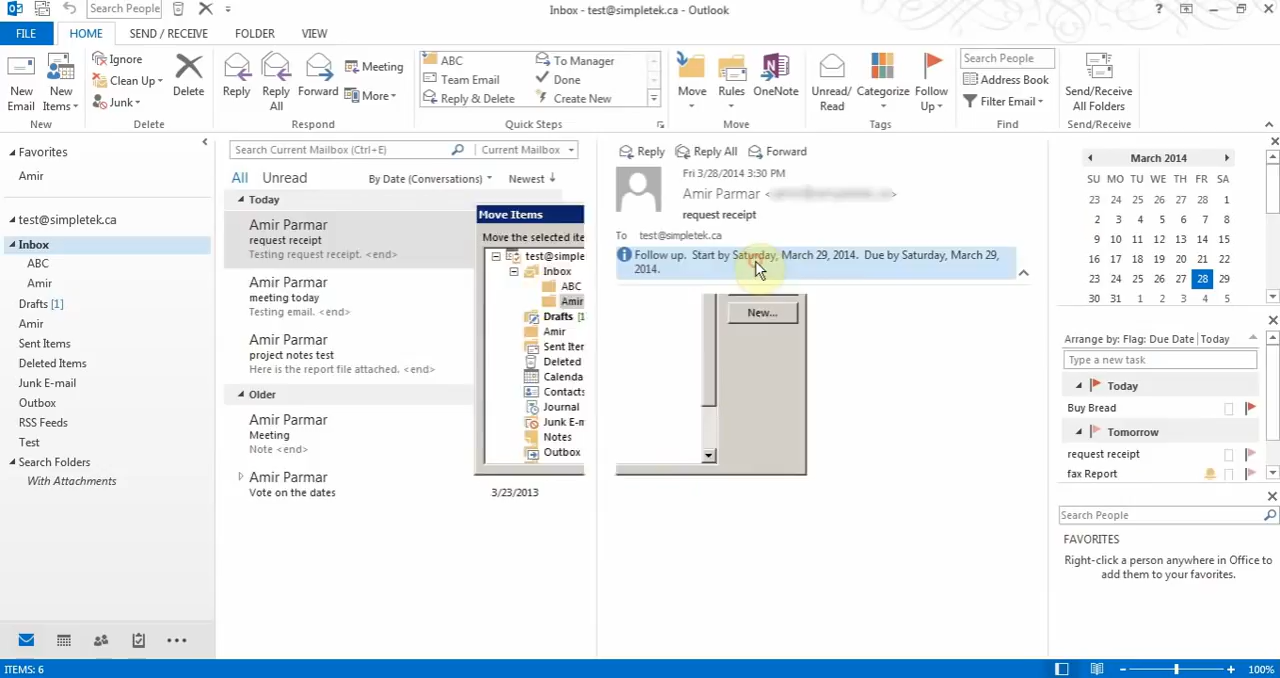 Search People
Inbox - test@simpletek.ca - Outlook
?
FILE
HOME
SEND / RECEIVE
FOLDER
VIEW
New Email
New Items
New
Ignore
Clean Up
Junk
Delete
Delete
Reply
Reply All
Forward
Meeting
More
Respond
ABC
Team Email
Reply & Delete
To Manager
Done
Create New
Quick Steps
Move
Rules
OneNote
Move
Unread/ Read
Categorize
Follow Up
Tags
Search People
Address Book
Filter Email
Find
Send/Receive All Folders
Send/Receive
Favorites
Amir
test@simpletek.ca
Inbox
ABC
Amir
Drafts [1]
Amir
Sent Items
Deleted Items
Junk E-mail
Outbox
RSS Feeds
Test
Search Folders
With Attachments
Search Current Mailbox (Ctrl+E)
Current Mailbox
All Unread
By Date (Conversations)
Newest
Today
Amir Parmar
request receipt
Testing request receipt. <end>
Amir Parmar
meeting today
Testing email. <end>
Amir Parmar
project notes test
Here is the report file attached. <end>
Older
Amir Parmar
Meeting
Note <end>
Amir Parmar
Vote on the dates
3/23/2013
Move Items
Move the selected ite
test@simple
Inbox
ABC
Amir
Drafts [1
Amir
Sent Iter
Deleted
Calenda
Contacts
Journal
Junk E-m
Notes
Outbox
New...
Reply
Reply All
Forward
Fri 3/28/2014 3:30 PM
Amir Parmar <
>
request receipt
To test@simpletek.ca
Follow up. Start by Saturday, March 29, 2014. Due by Saturday, March 29,
2014.
March 2014
SU MO TU WE TH FR SA
23 24 25 26 27 28 1
2 3 4 5 6 7 8
9 10 11 12 13 14 15
16 17 18 19 20 21 22
23 24 25 26 27 28 29
30 31 1 2 3 4 5
Arrange by: Flag: Due Date Today
Type a new task
Today
Buy Bread
Tomorrow
request receipt
fax Report
Search People
FAVORITES
Right-click a person anywhere in Office to
add them to your favorites.
ITEMS: 6
100%